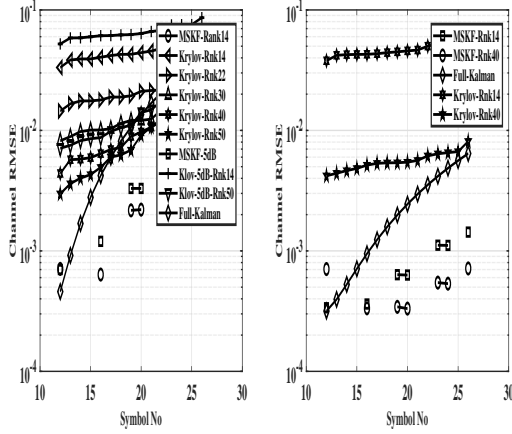 10^-1
10^-2
10^-3
10^-4
10
15
20
25
30
Channel RMSE
Symbol No
MSKF-Rank14
Krylov-Rnk14
Krylov-Rnk22
Krylov-Rnk30
Krylov-Rnk40
Krylov-Rnk50
MSKF-5dB
Klov-5dB-Rnk14
Klov-5dB-Rnk50
Full-Kalman
10^-1
10^-2
10^-3
10^-4
10
15
20
25
30
Channel RMSE
Symbol No
MSKF-Rnk14
MSKF-Rnk40
Full-Kalman
Krylov-Rnk14
Krylov-Rnk40